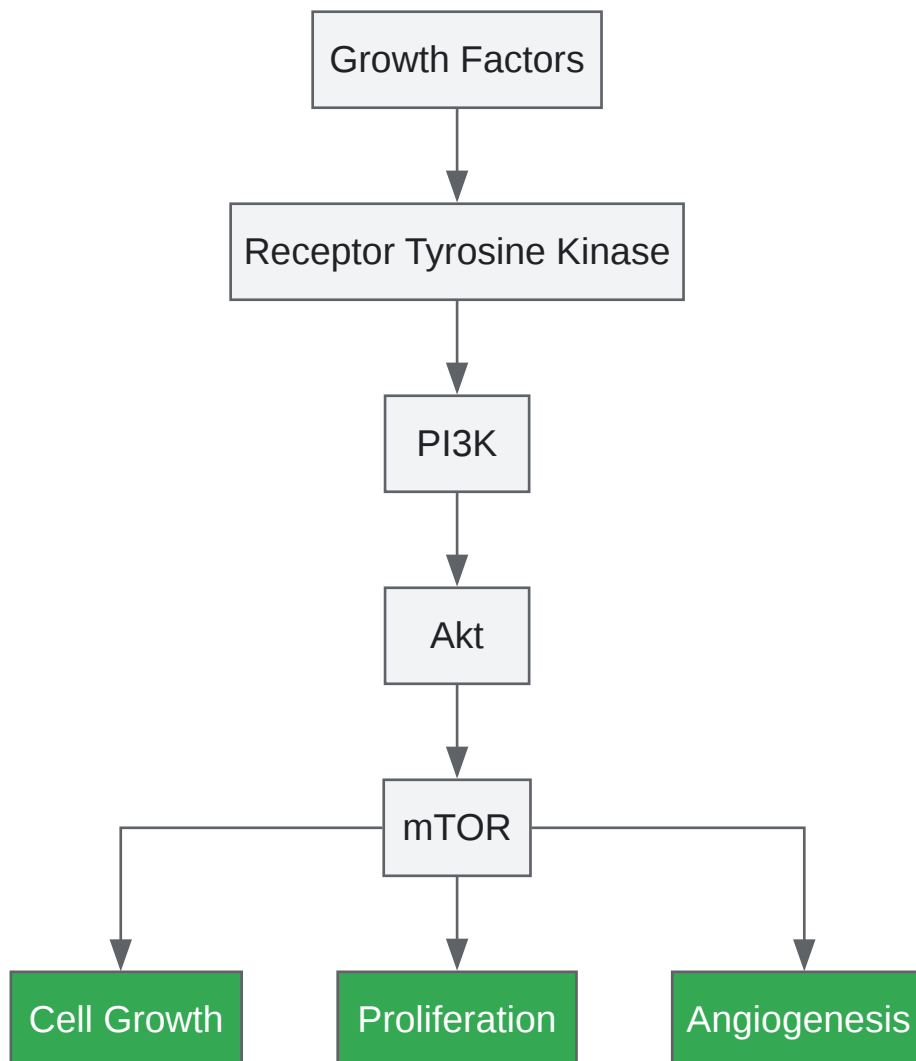 Growth Factors
Receptor Tyrosine Kinase
PI3K
Akt
mTOR
Cell Growth
Proliferation
Angiogenesis